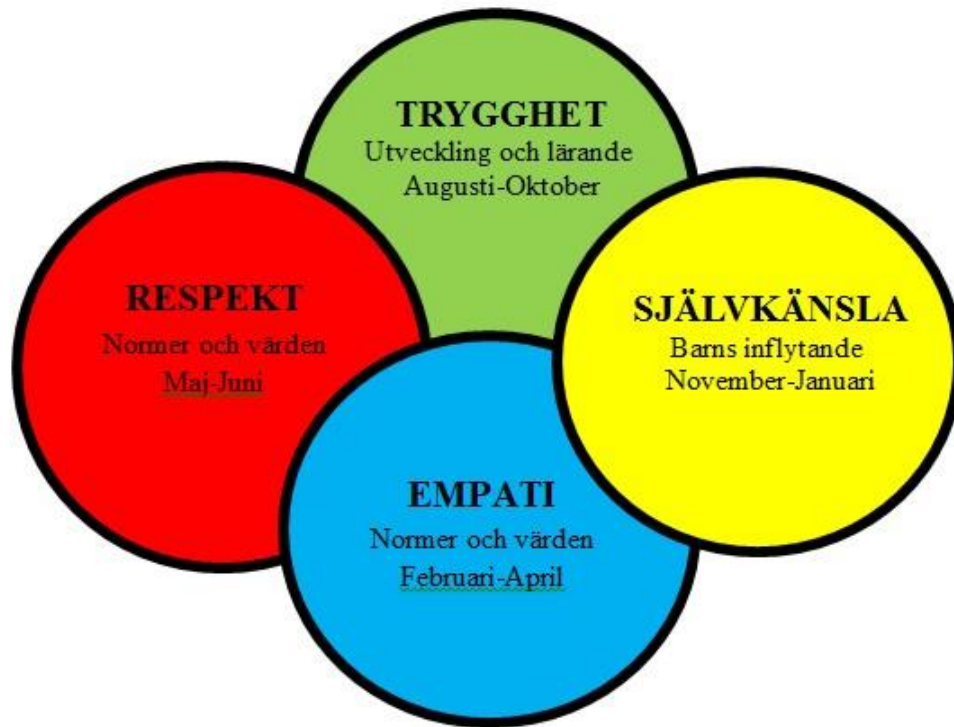 TRYGGHET
Utveckling och lärande
Augusti-Oktober
RESPEKT
Normer och värden
Maj-Juni
SJÄLVKÄNSLA
Barns inflytande
November-Januari
EMPATI
Normer och värden
Februari-April